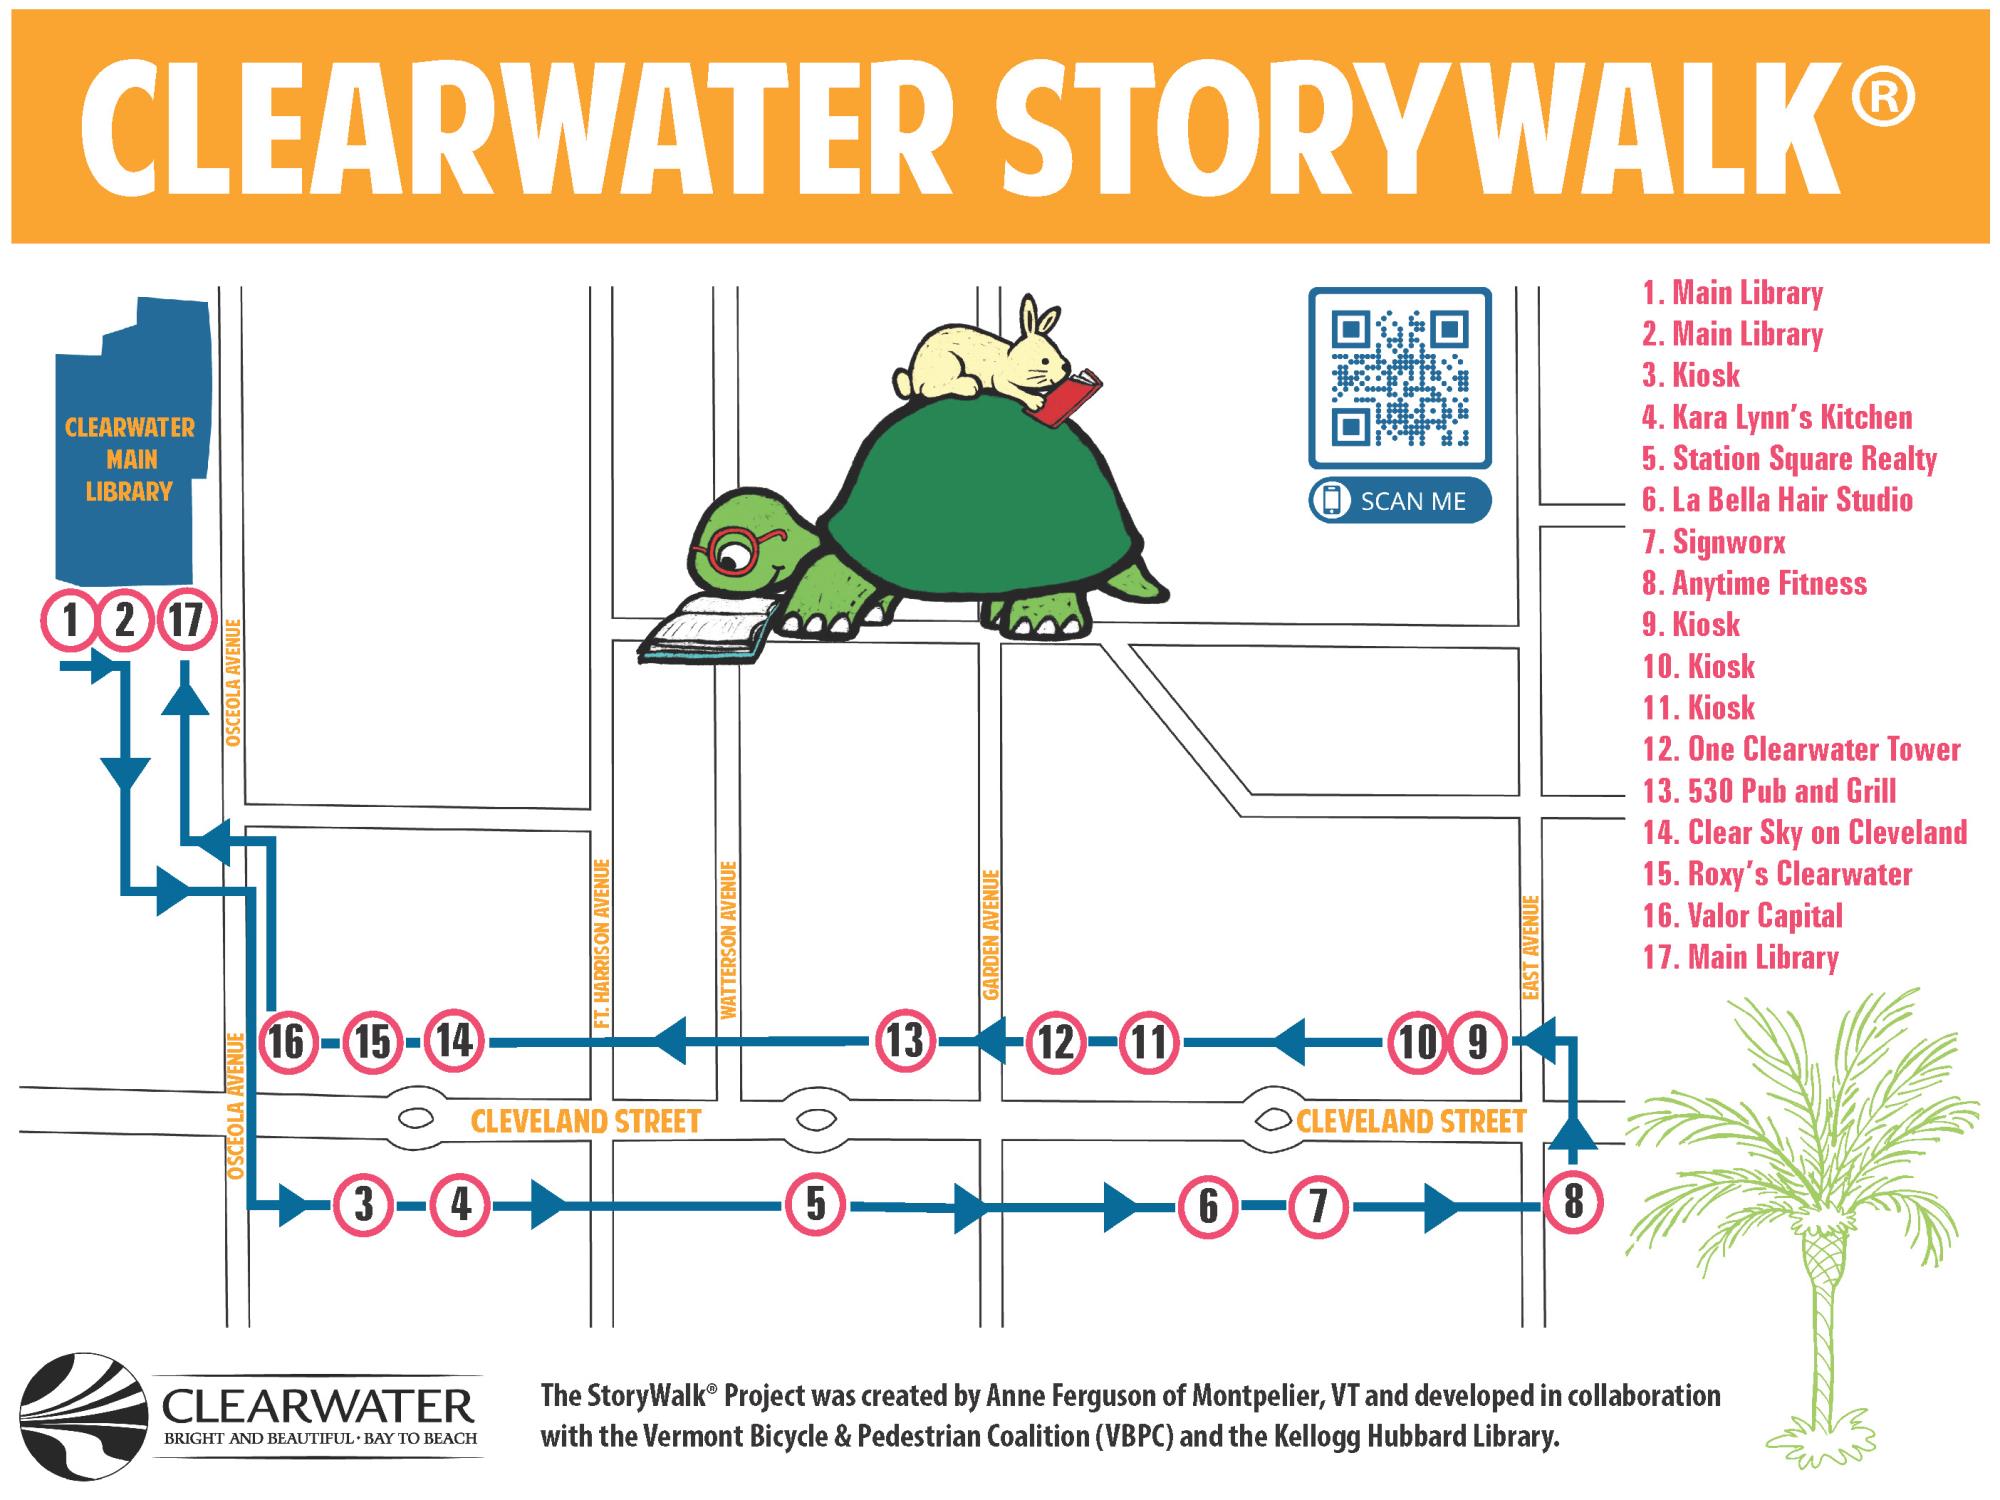 CLEARWATER STORYWALK®
CLEARWATER
MAIN
LIBRARY
1
2
17
OSCEOLA AVENUE
SCAN ME
1. Main Library
2. Main Library
3. Kiosk
4. Kara Lynn's Kitchen
5. Station Square Realty
6. La Bella Hair Studio
7. Signworx
8. Anytime Fitness
9. Kiosk
10. Kiosk
11. Kiosk
12. One Clearwater Tower
13. 530 Pub and Grill
14. Clear Sky on Cleveland
15. Roxy's Clearwater
16. Valor Capital
17. Main Library
FT. HARRISON AVENUE
WATTERSON AVENUE
GARDEN AVENUE
EAST AVENUE
16
15
14
13
12
11
10
9
OSCEOLA AVENUE
CLEVELAND STREET
CLEVELAND STREET
3
4
5
6
7
8
CLEARWATER
BRIGHT AND BEAUTIFUL • BAY TO BEACH
The StoryWalk® Project was created by Anne Ferguson of Montpelier, VT and developed in collaboration
with the Vermont Bicycle & Pedestrian Coalition (VBPC) and the Kellogg Hubbard Library.